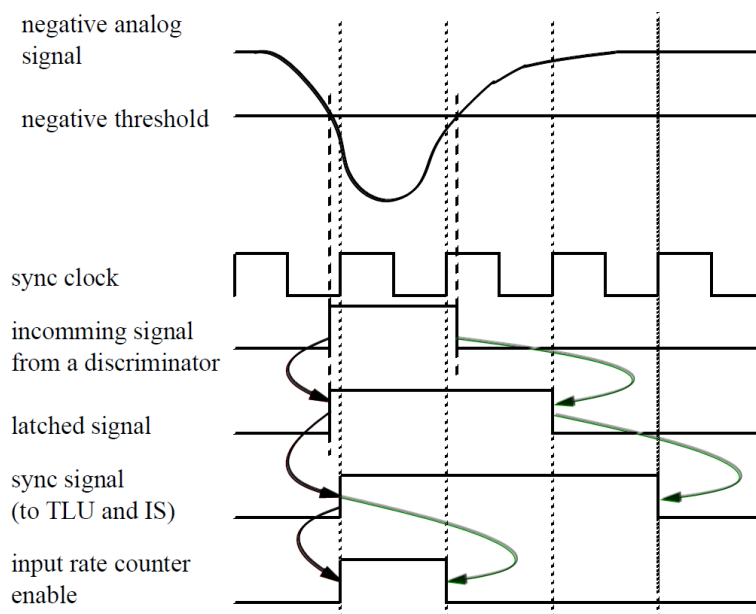 negative analog
signal
negative threshold
sync clock
incomming signal
from a discriminator
latched signal
sync signal
(to TLU and IS)
input rate counter
enable